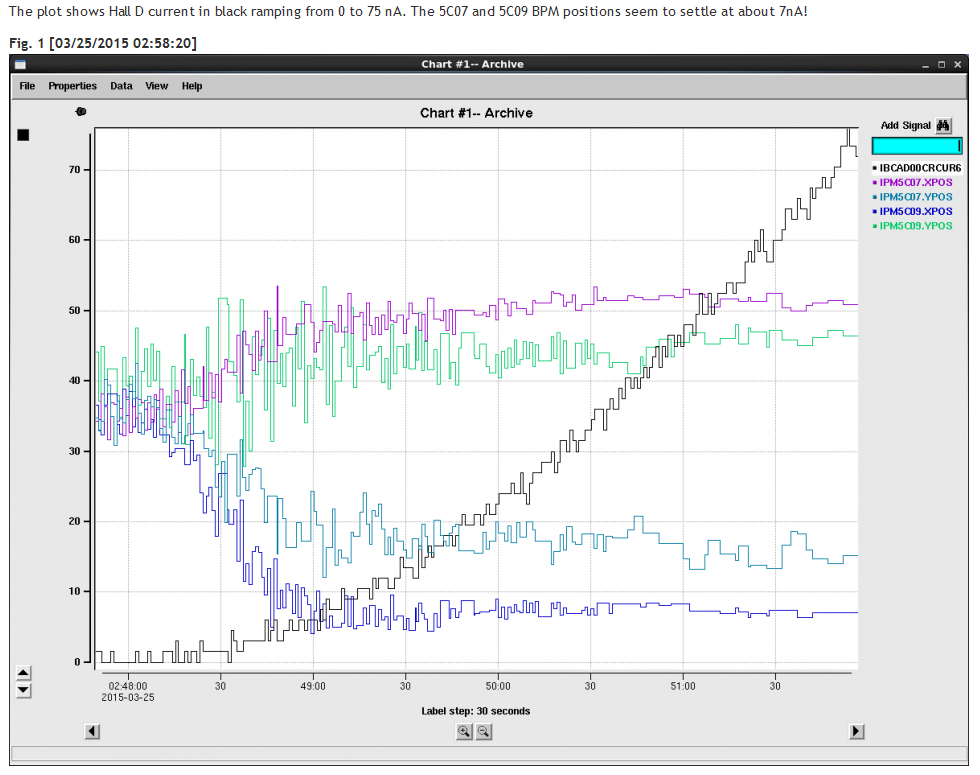 The plot shows Hall D current in black ramping from 0 to 75 nA. The 5C07 and 5C09 BPM positions seem to settle at about 7nA!
Fig. 1 [03/25/2015 02:58:20]
Chart #1-- Archive
File Properties Data View Help
Chart #1-- Archive
Add Signal
IBCAD00CRCUR6
IPM5C07.XPOS
IPM5C07.YPOS
IPM5C09.XPOS
IPM5C09.YPOS
70
60
50
40
30
20
10
0
02:48:00 30 49:00 30 50:00 30 51:00 30
2015-03-25
Label step: 30 seconds